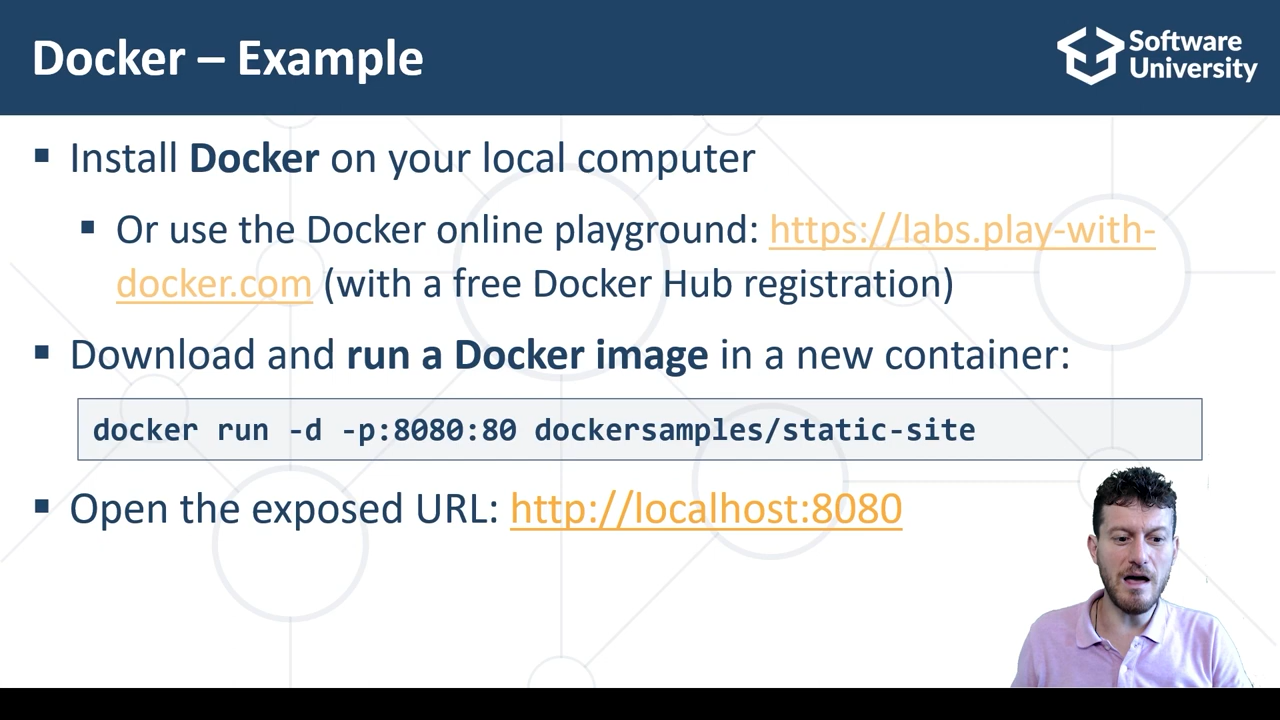 Docker – Example
Software
University
Install Docker on your local computer
Or use the Docker online playground: https://labs.play-with-
docker.com (with a free Docker Hub registration)
Download and run a Docker image in a new container:
docker run -d -p:8080:80 dockersamples/static-site
Open the exposed URL: http://localhost:8080